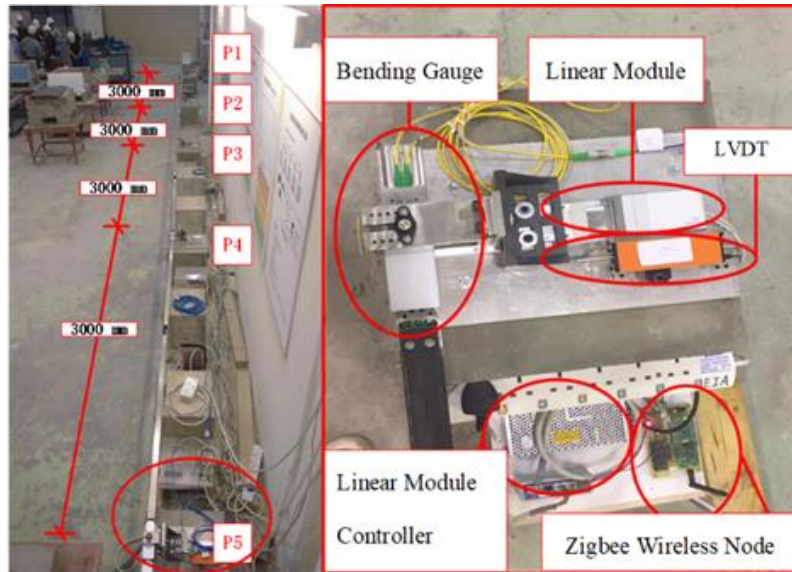 P1
3000 mm
P2
3000 mm
P3
3000 mm
P4
3000 mm
P5
Bending Gauge
Linear Module
LVDT
Linear Module
Controller
Zigbee Wireless Node